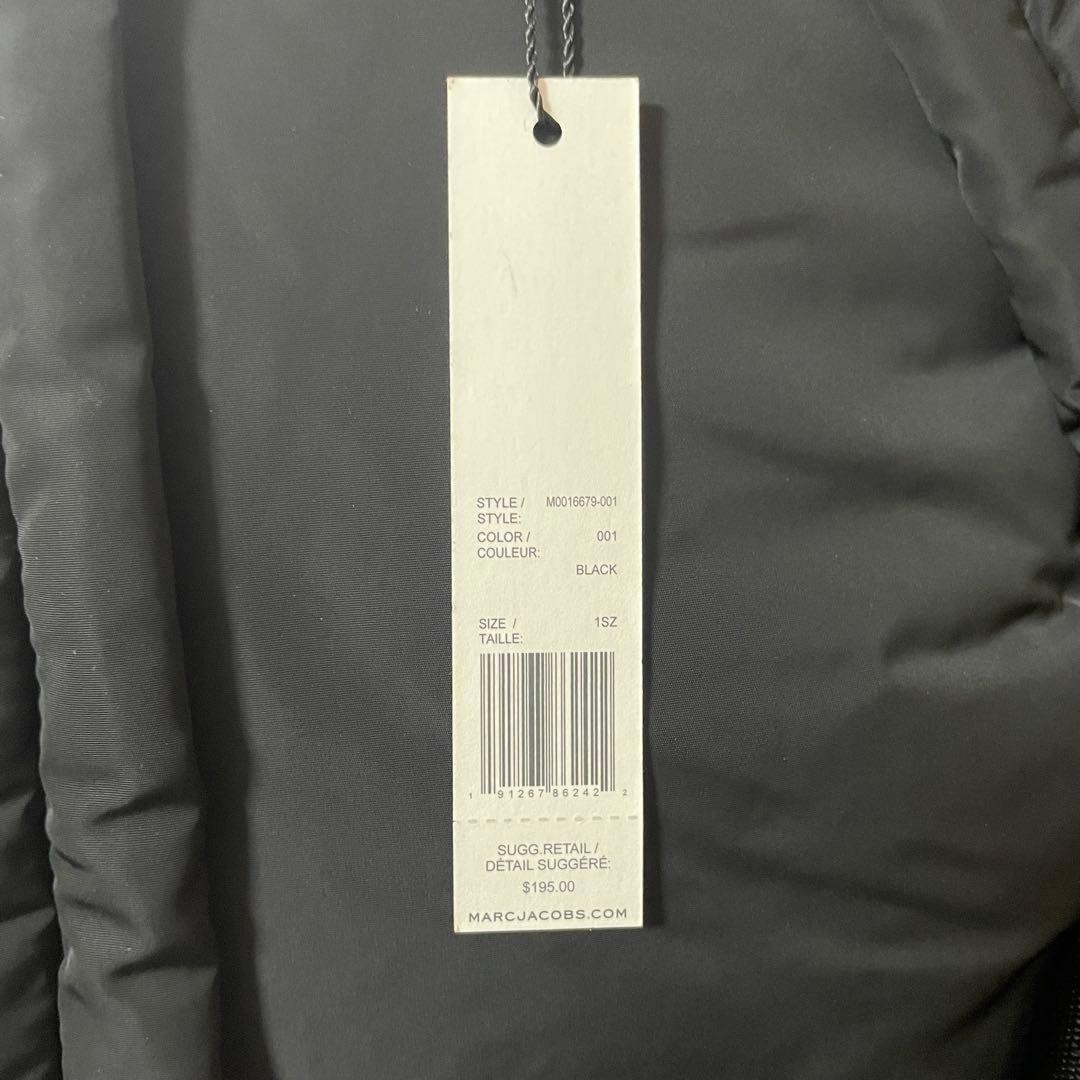 STYLE / M0016679-001
STYLE:
COLOR / 001
COULEUR:
BLACK
SIZE / 1SZ
TAILLE:
1 91267 86242 2
SUGG.RETAIL /
DÉTAIL SUGGÉRÉ:
$195.00
MARCJACOBS.COM